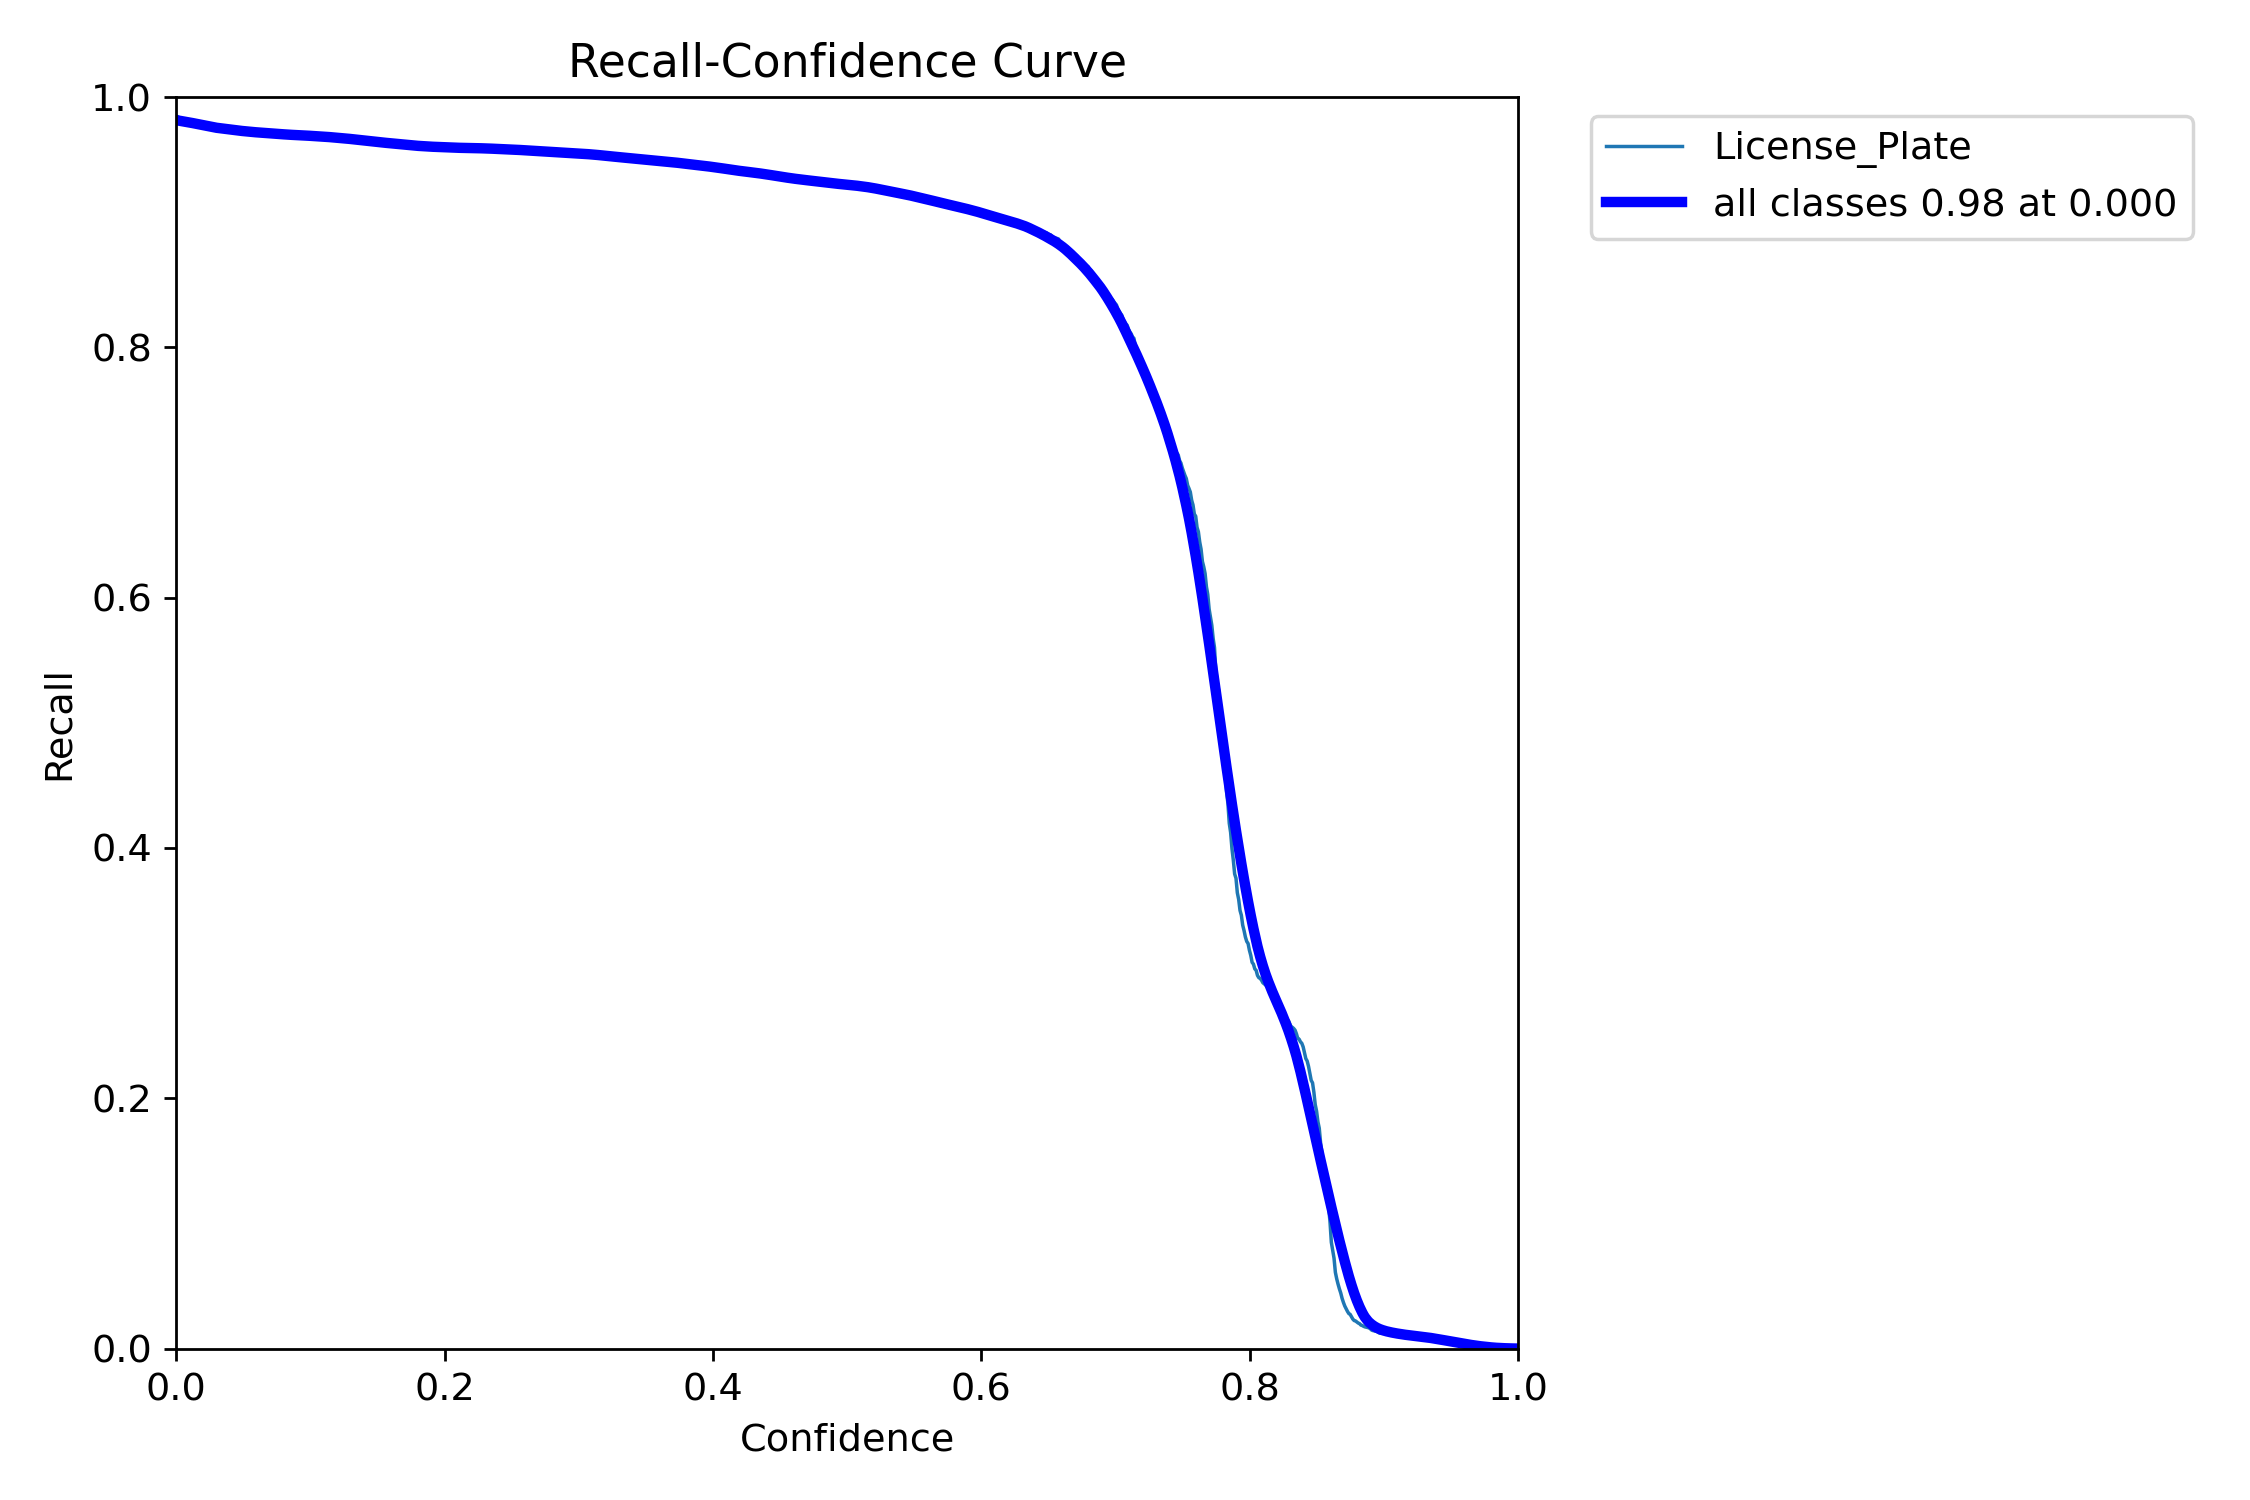 Recall-Confidence Curve
License_Plate
all classes 0.98 at 0.000
Recall
1.0
0.8
0.6
0.4
0.2
0.0
0.0 0.2 0.4 0.6 0.8 1.0
Confidence